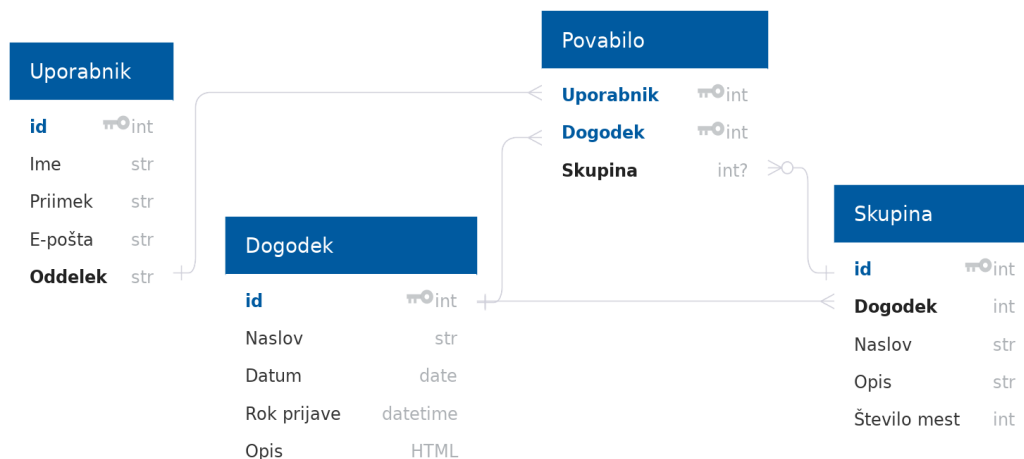 Uporabnik
id int
Ime str
Priimek str
E-pošta str
Oddelek str
Dogodek
id int
Naslov str
Datum date
Rok prijave datetime
Opis HTML
Povabilo
Uporabnik int
Dogodek int
Skupina int?
Skupina
id int
Dogodek int
Naslov str
Opis str
Število mest int